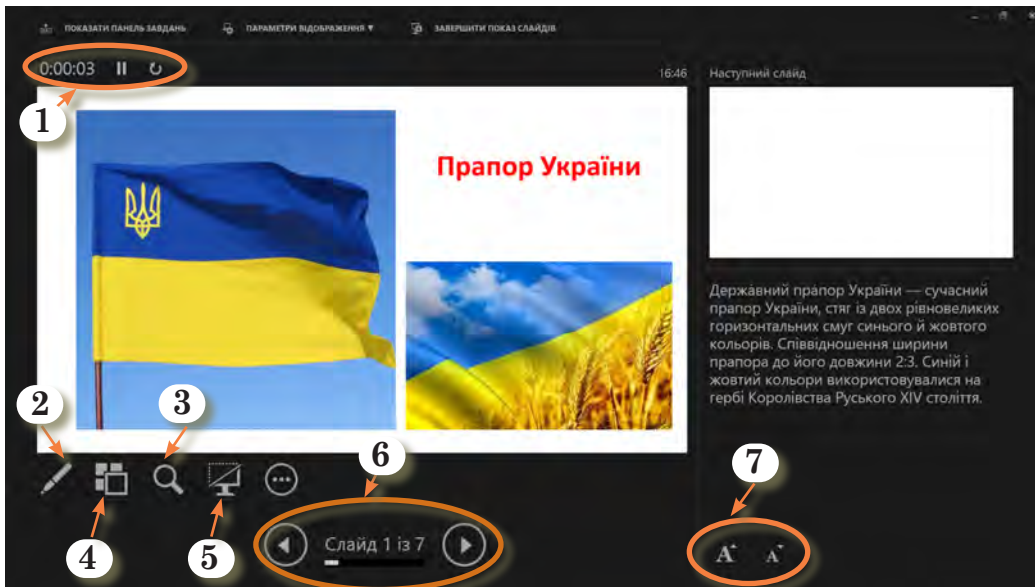 ПОКАЗАТИ ПАНЕЛЬ ЗАВДАНЬ
ПАРАМЕТРИ ВІДОБРАЖЕННЯ ▼
ЗАВЕРШИТИ ПОКАЗ СЛАЙДІВ
0:00:03
16:46
Наступний слайд
1
Прапор України
Державний прапор України — сучасний
прапор України, стяг із двох рівновеликих
горизонтальних смуг синього й жовтого
кольорів. Співвідношення ширини
прапора до його довжини 2:3. Синій і
жовтий кольори використовувалися на
гербі Королівства Руського XIV століття.
2
3
6
7
4
5
Слайд 1 із 7
A A